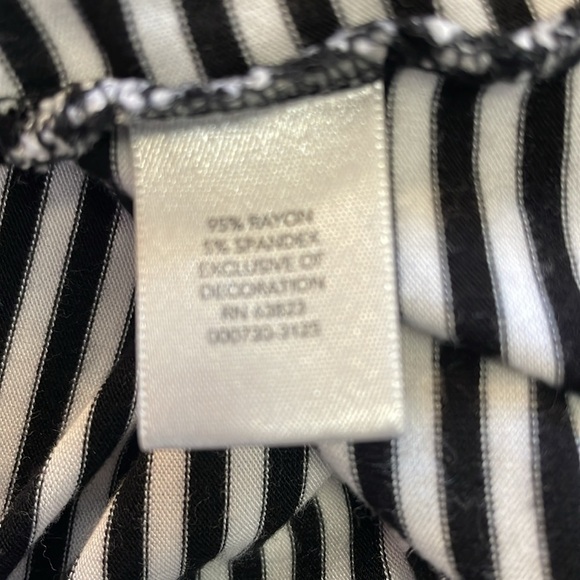 95% RAYON
5% SPANDEX
EXCLUSIVE OF
DECORATION
RN 63823
000730-3125